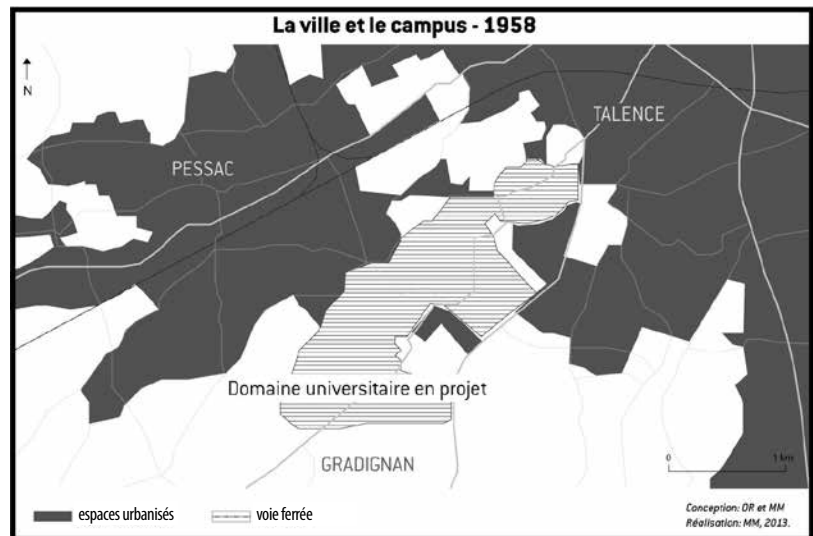 La ville et le campus - 1958
N
TALENCE
PESSAC
Domaine universitaire en projet
GRADIGNAN
0 1 km
espaces urbanisés voie ferrée
Conception: DR et MM
Réalisation: MM, 2013.